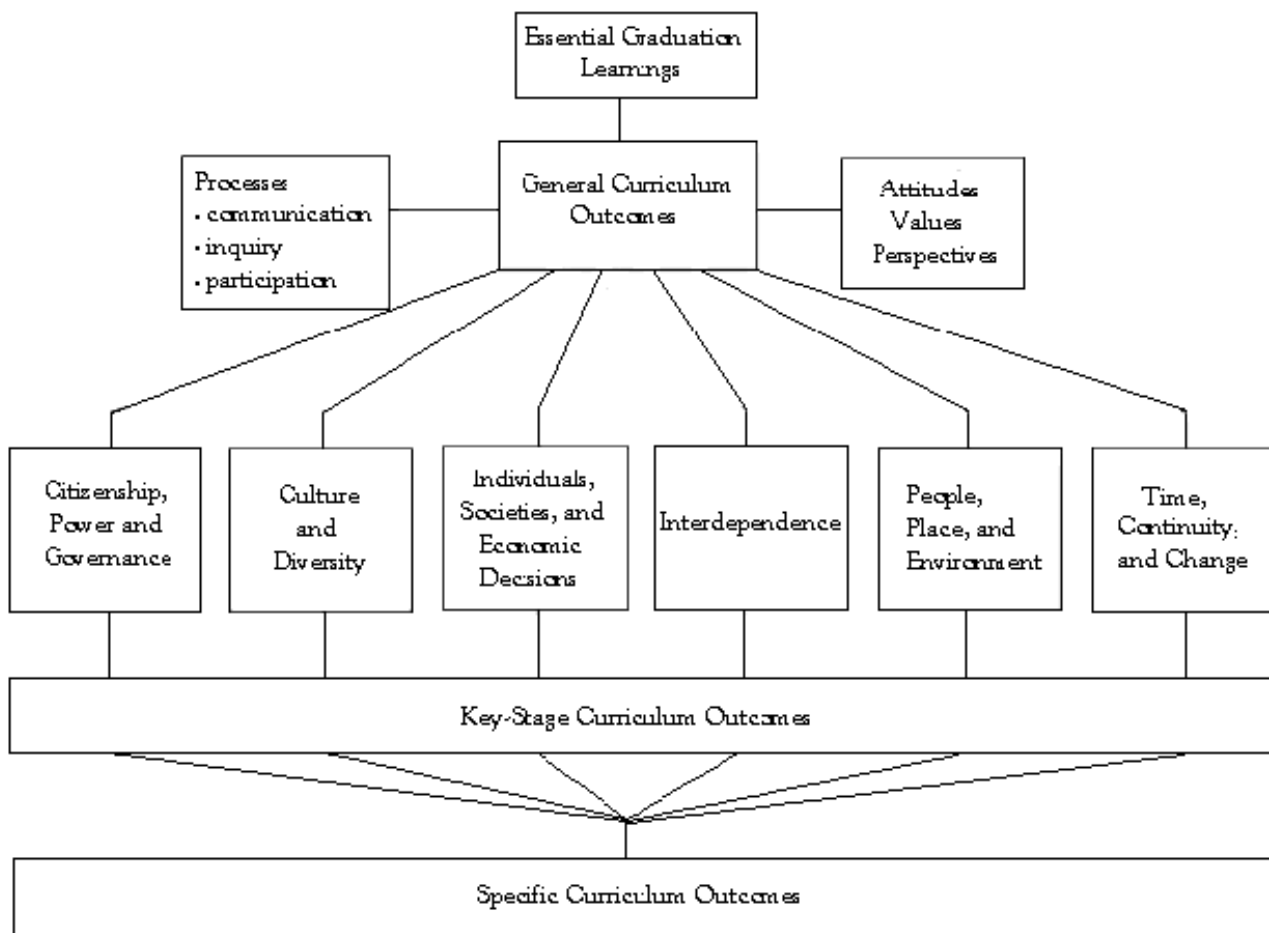 Essential Graduation
Learnings
Processes
• communication
• inquiry
• participation
General Curriculum
Outcomes
Attitudes
Values
Perspectives
Citizenship,
Power and
Governance
Culture
and
Diversity
Individuals,
Societies, and
Economic
Decisions
Interdependence
People,
Place, and
Environment
Time,
Continuity;
and Change
Key-Stage Curriculum Outcomes
Specific Curriculum Outcomes